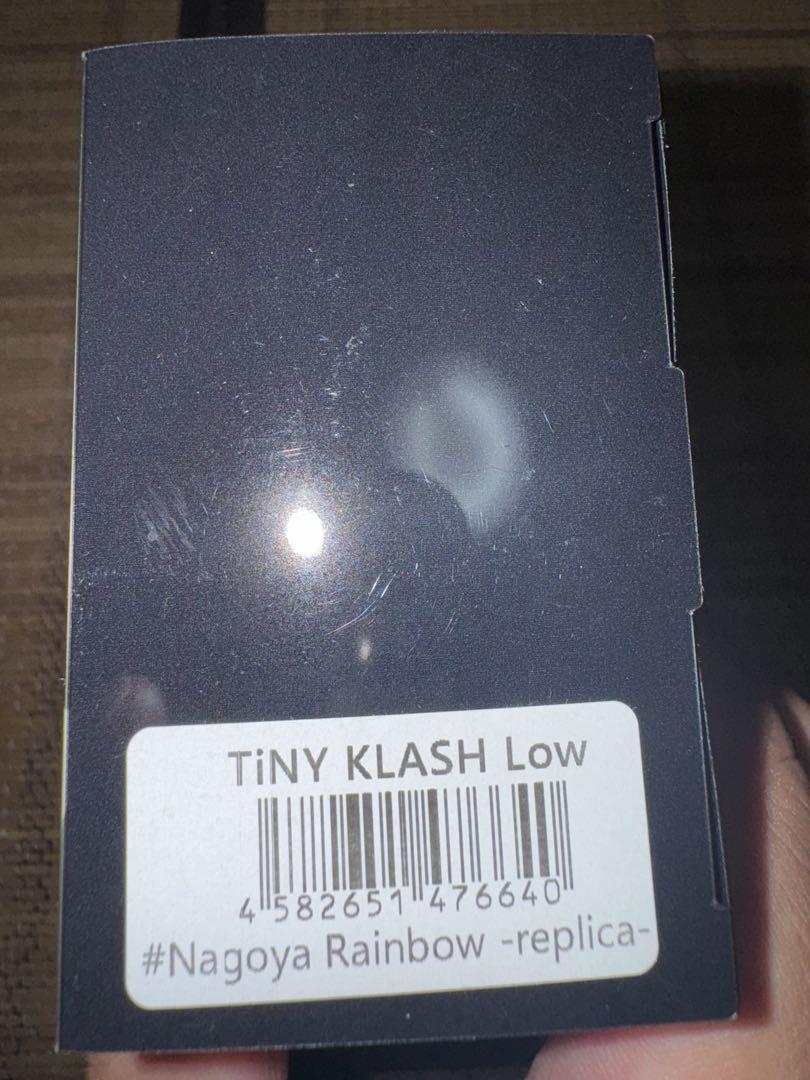 TiNY KLASH Low
4 582651 476640
#Nagoya Rainbow -replica-